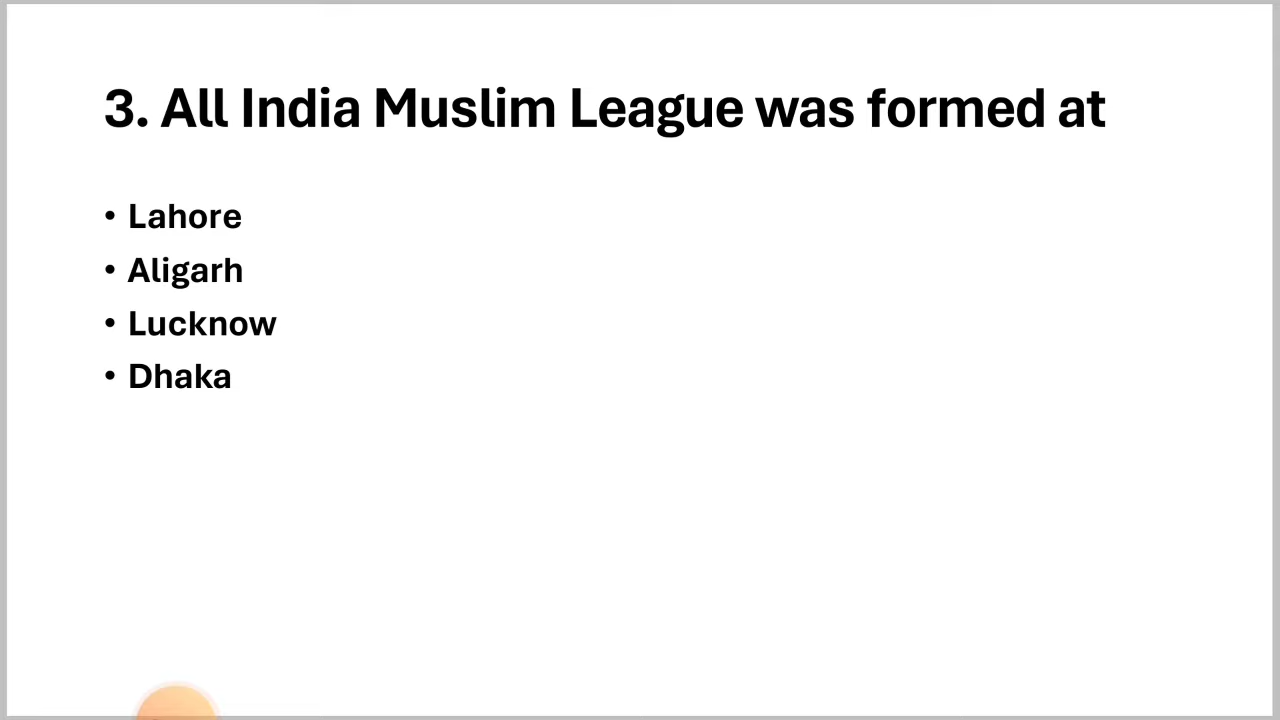 3. All India Muslim League was formed at
• Lahore
• Aligarh
• Lucknow
• Dhaka